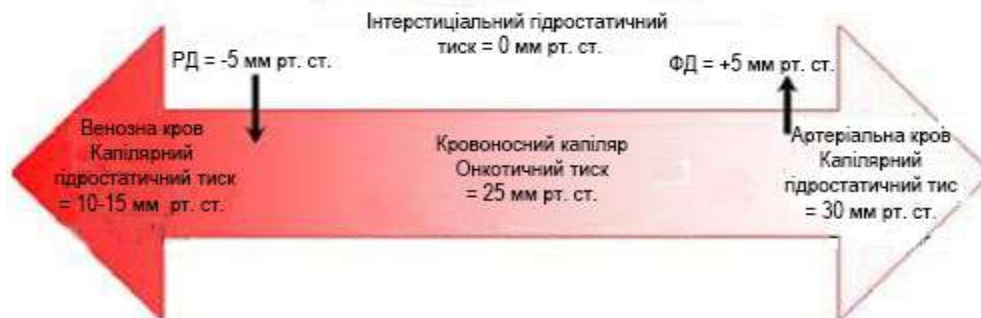 Інтерстиціальний гідростатичний
тиск = 0 мм рт. ст.
РД = -5 мм рт. ст.
ФД = +5 мм рт. ст.
Венозна кров
Капілярний
гідростатичний тиск
= 10-15 мм рт. ст.
Кровоносний капіляр
Онкотичний тиск
= 25 мм рт. ст.
Артеріальна кров
Капілярний
гідростатичний тис
= 30 мм рт. ст.